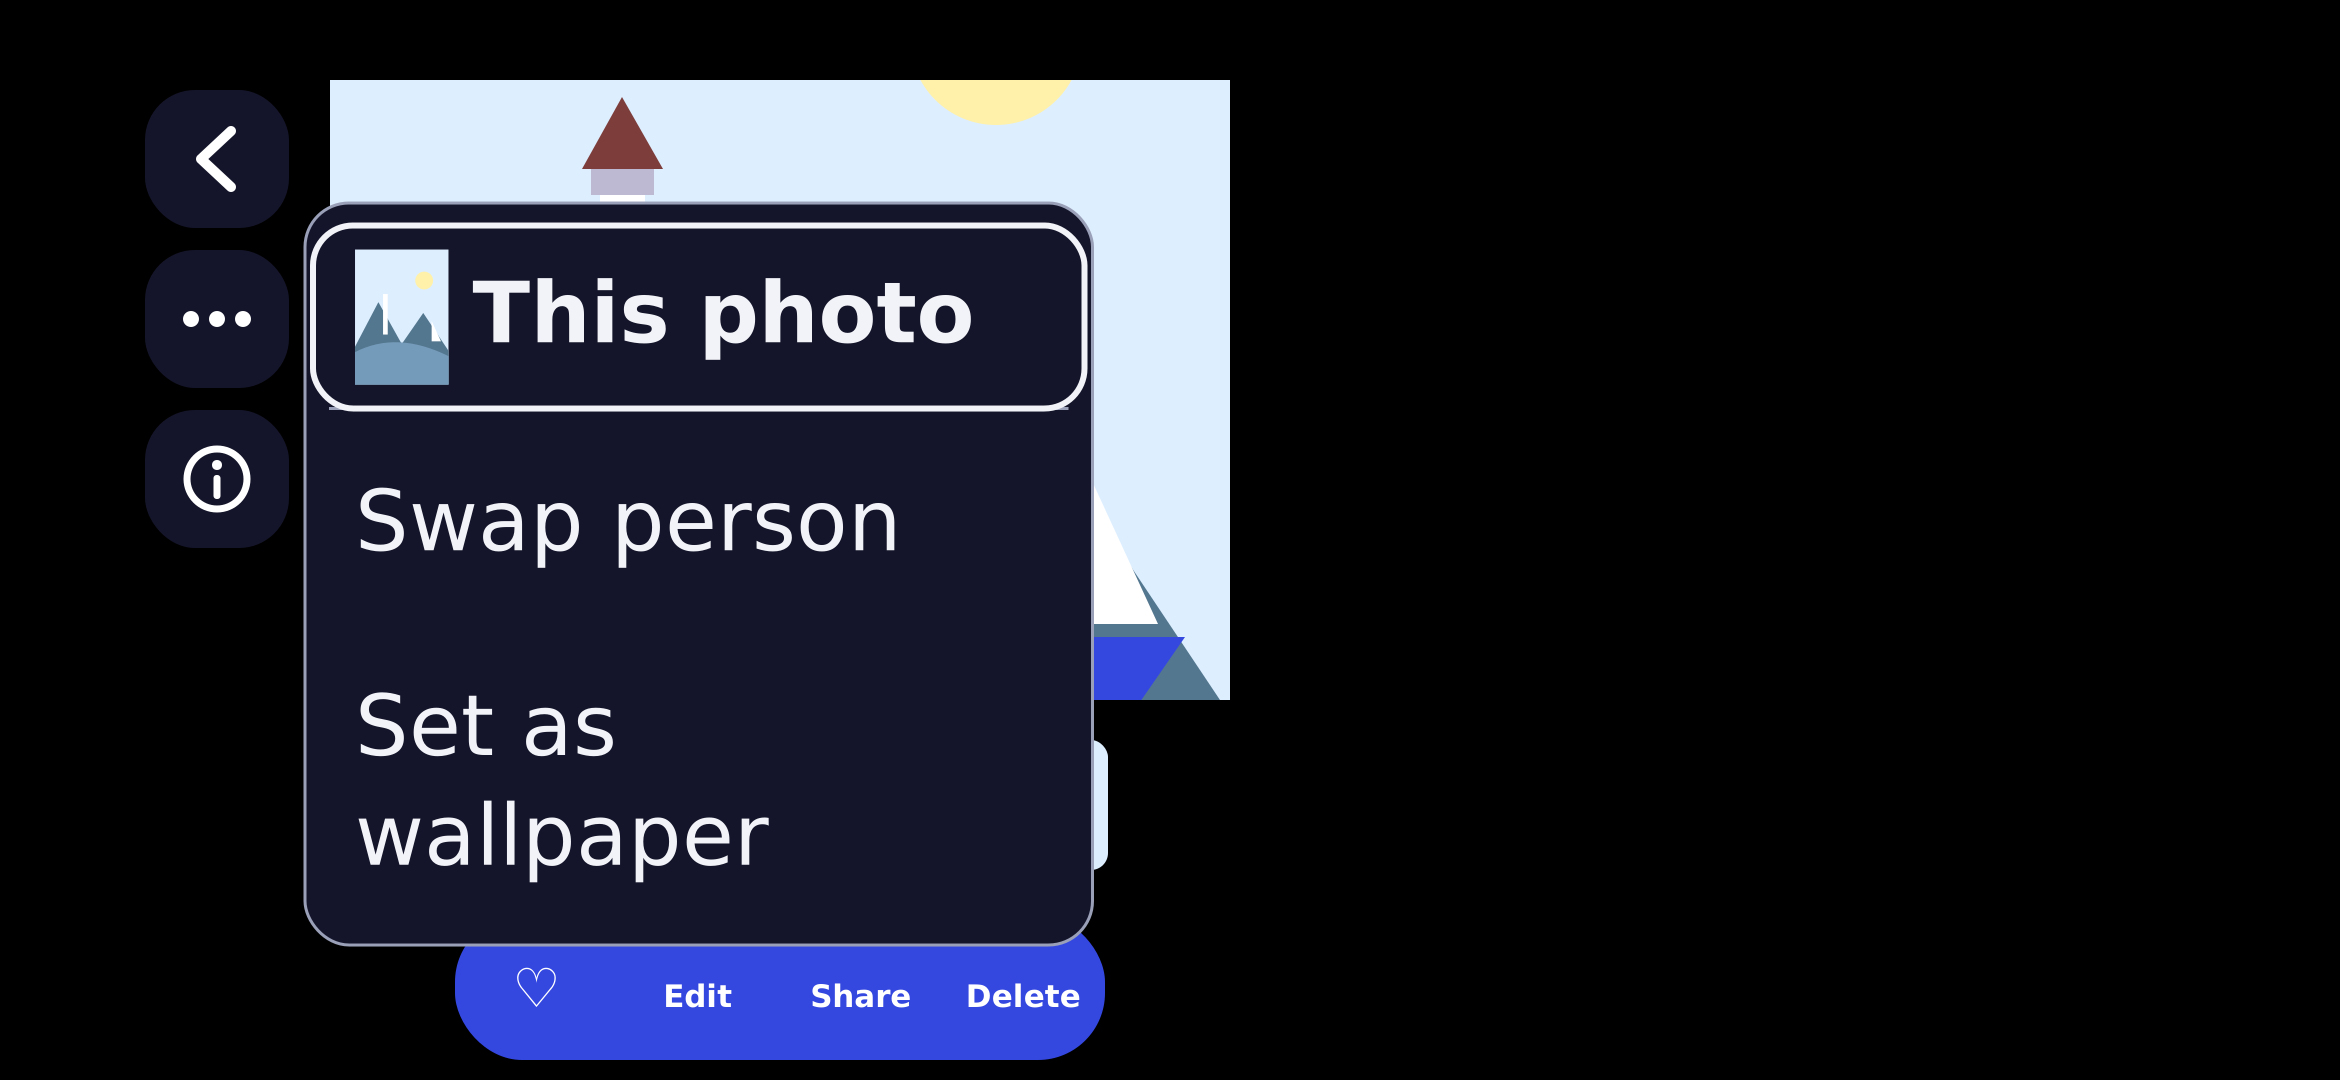 This photo
Swap person
Set as
wallpaper
♡ Edit Share Delete